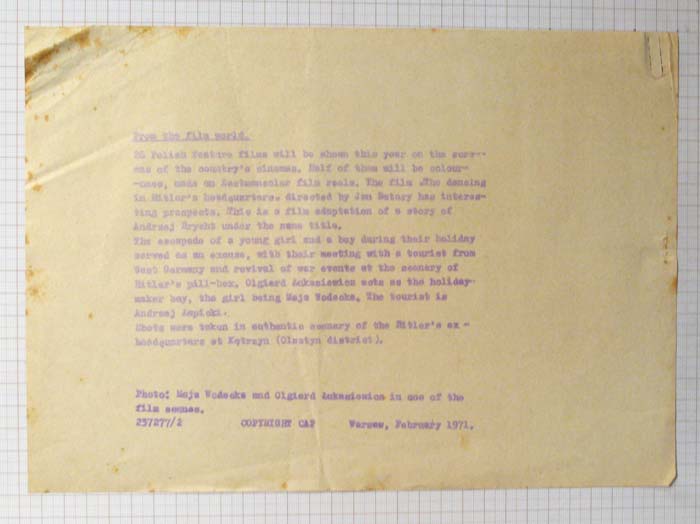 From the film world.
26 Polish feature films will be shown this year on the scre--
ens of the country's cinemas. Half of them will be colour-
-ones, made on Eastmancolor film reels. The film „The dancing
in Hitler's headquarters„ directed by Jan Batory has interes-
ting prospects. This is a film adaptation of a story of
Andrzej Brycht under the same title.
The escapade of a young girl and a boy during their holiday
served as an excuse, with their meeting with a tourist from
West Germany and revival of war events at the scenery of
Hitler's pill-box. Olgierd Łukasiewicz acts as the holiday-
maker boy, the girl being Maja Wodecka. The tourist is
Andrzej Łapicki.
Shots were taken in authentic scenary of the Hitler's ex -
headquarters at Kętrzyn (Olsztyn district).
Photo: Maja Wodecka and Olgierd Łukasiewicz in one of the
film scenes.
237277/2 COPYRIGHT CAF Warsaw, February 1971.